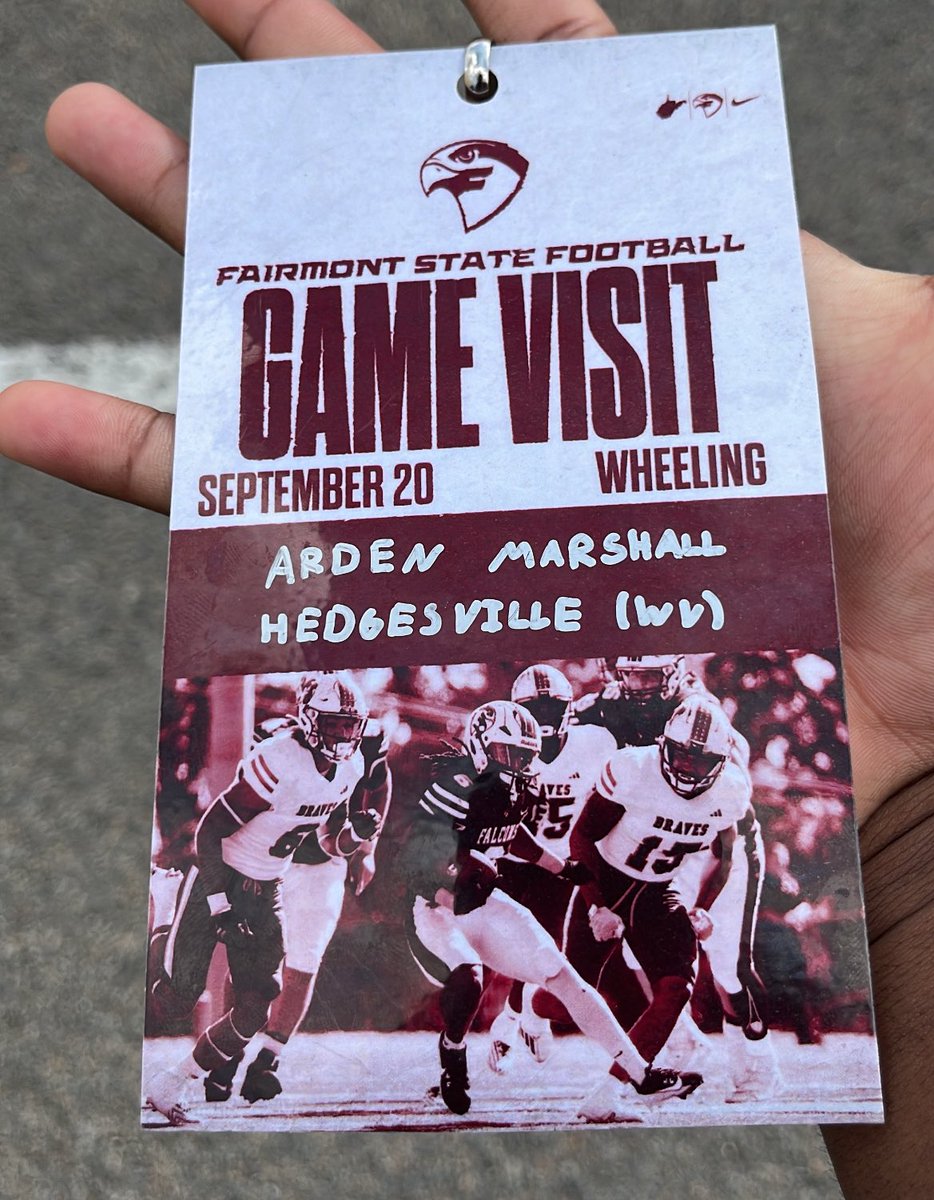 FAIRMONT STATE FOOTBALL
GAME VISIT
SEPTEMBER 20 WHEELING
ARDEN MARSHALL
HEDGESVILLE (WV)
BRAVES
FALCONS
BRAVES
15